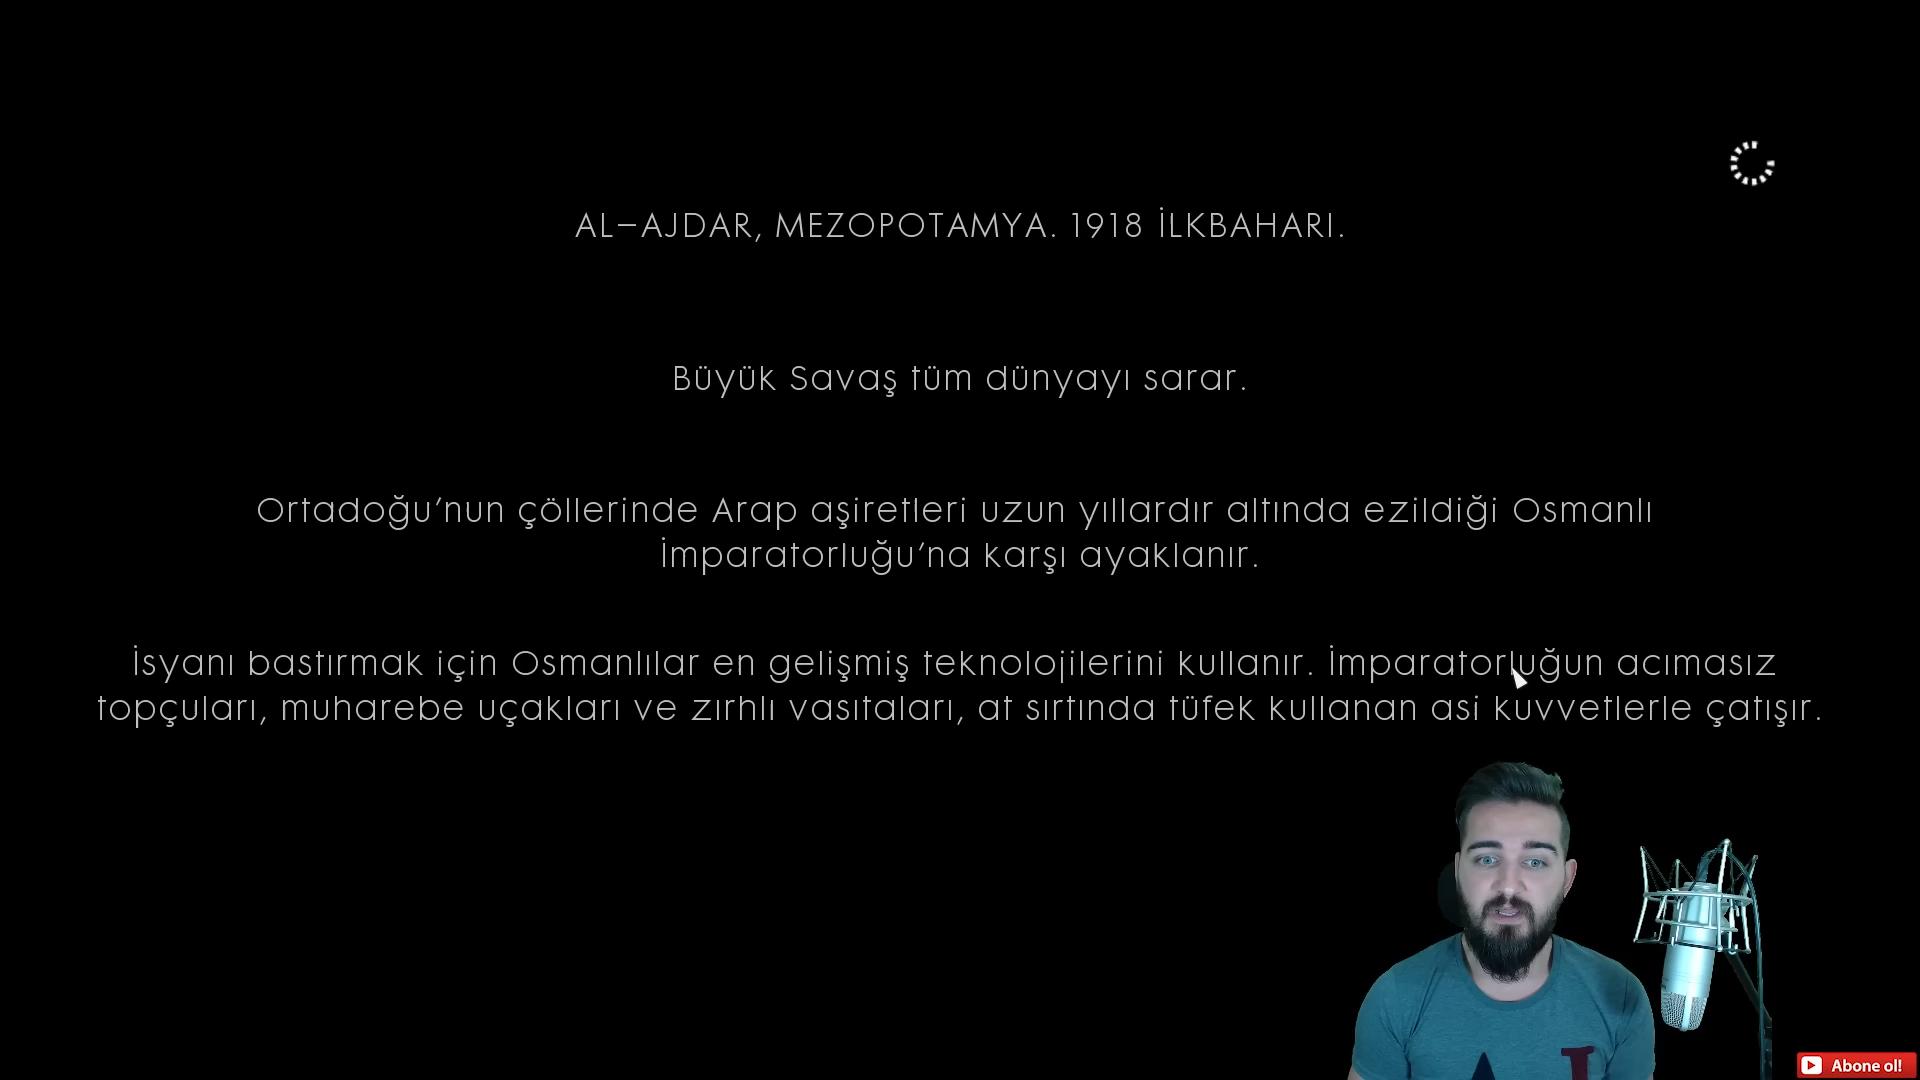 AL–AJDAR, MEZOPOTAMYA. 1918 İLKBAHARI.
Büyük Savaş tüm dünyayı sarar.
Ortadoğu’nun çöllerinde Arap aşiretleri uzun yıllardır altında ezildiği Osmanlı
İmparatorluğu’na karşı ayaklanır.
İsyanı bastırmak için Osmanlılar en gelişmiş teknolojilerini kullanır. İmparatorluğun acımasız
topçuları, muharebe uçakları ve zırhlı vasıtaları, at sırtında tüfek kullanan asi kuvvetlerle çatışır.
Abone ol!